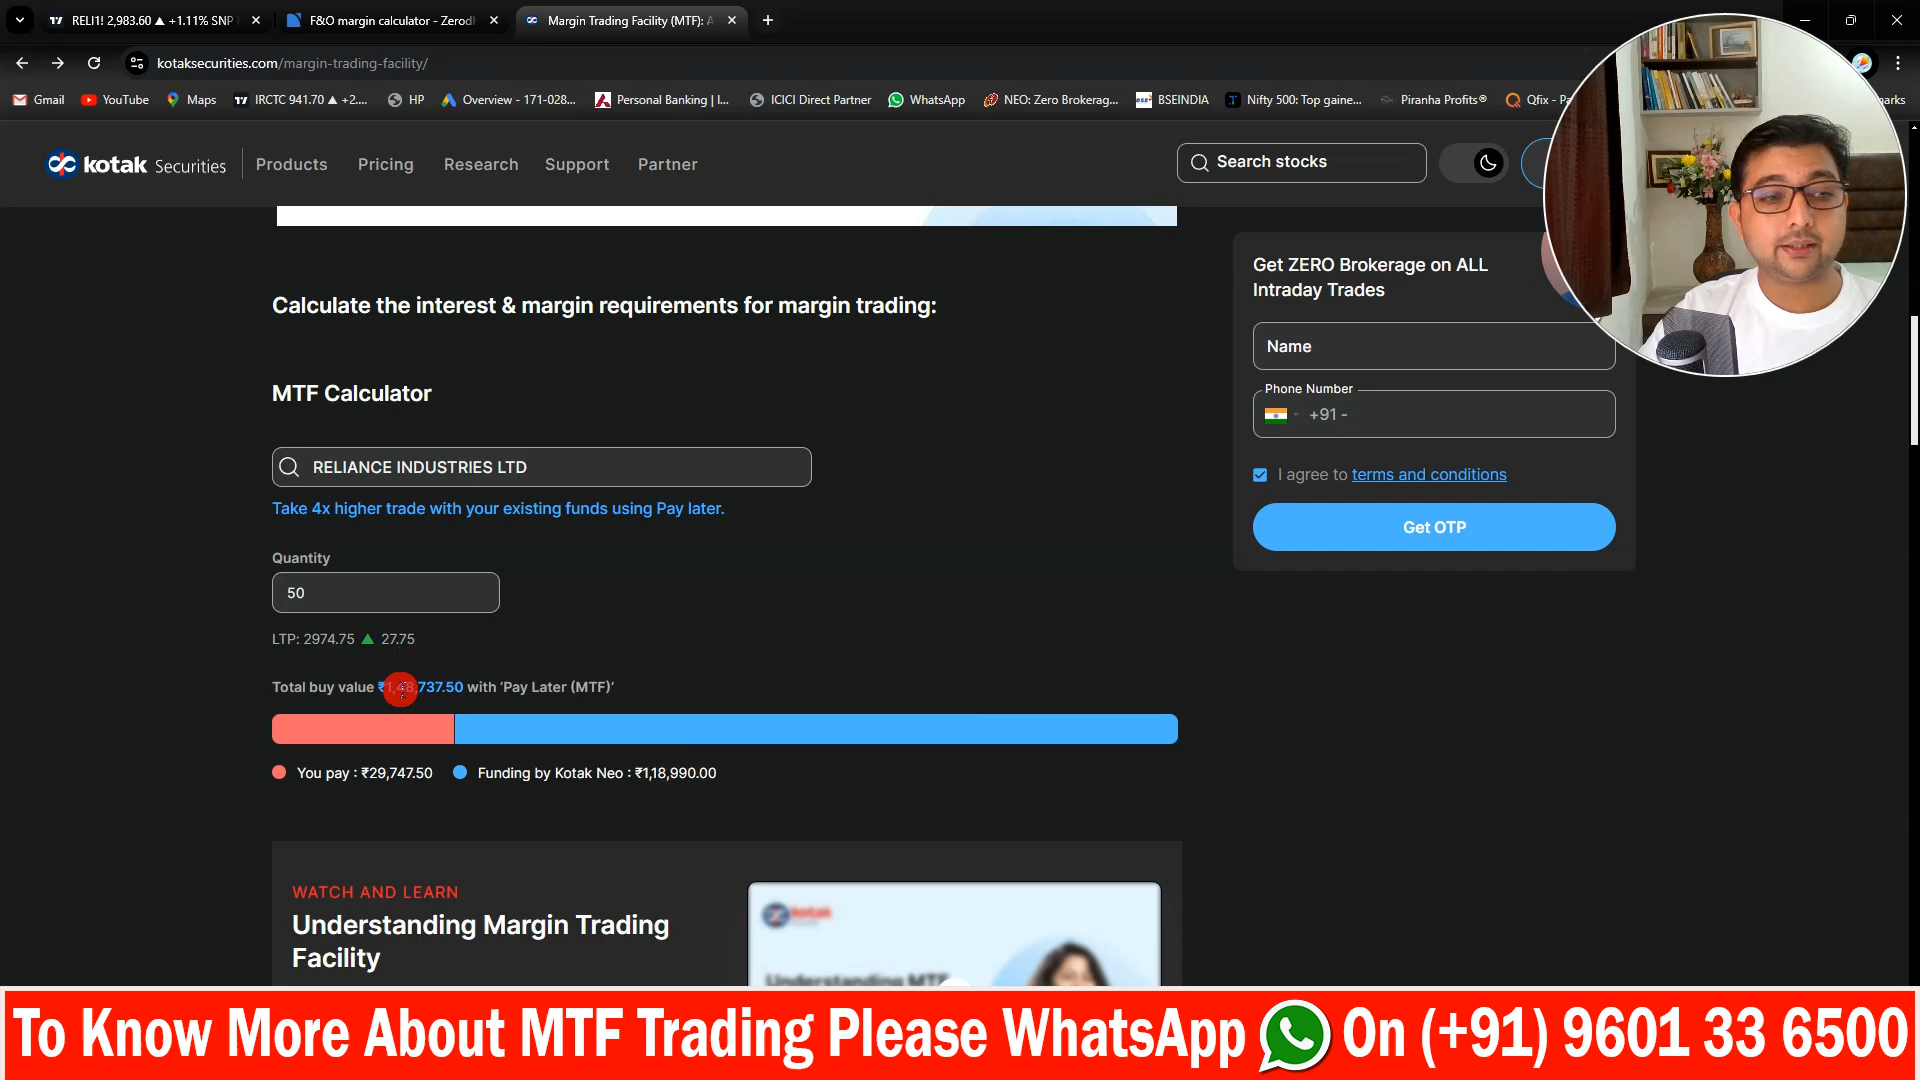 RELI1! 2,983.60 ▲ +1.11% SNP
F&O margin calculator - Zerod
Margin Trading Facility (MTF): A
kotaksecurities.com/margin-trading-facility/
Gmail
YouTube
Maps
IRCTC 941.70 ▲ +2....
HP
Overview - 171-028...
Personal Banking | I...
ICICI Direct Partner
WhatsApp
NEO: Zero Brokerag...
BSEINDIA
Nifty 500: Top gaine...
Piranha Profits®
Qfix - Pa
marks
kotak Securities
Products
Pricing
Research
Support
Partner
Search stocks
Calculate the interest & margin requirements for margin trading:
MTF Calculator
RELIANCE INDUSTRIES LTD
Take 4x higher trade with your existing funds using Pay later.
Quantity
50
LTP: 2974.75 ▲ 27.75
Total buy value ₹1,48,737.50 with ‘Pay Later (MTF)’
You pay : ₹29,747.50
Funding by Kotak Neo : ₹1,18,990.00
Get ZERO Brokerage on ALL
Intraday Trades
Name
Phone Number
+91 -
I agree to terms and conditions
Get OTP
WATCH AND LEARN
Understanding Margin Trading
Facility
kotak
Understanding MTF
To Know More About MTF Trading Please WhatsApp On (+91) 9601 33 6500